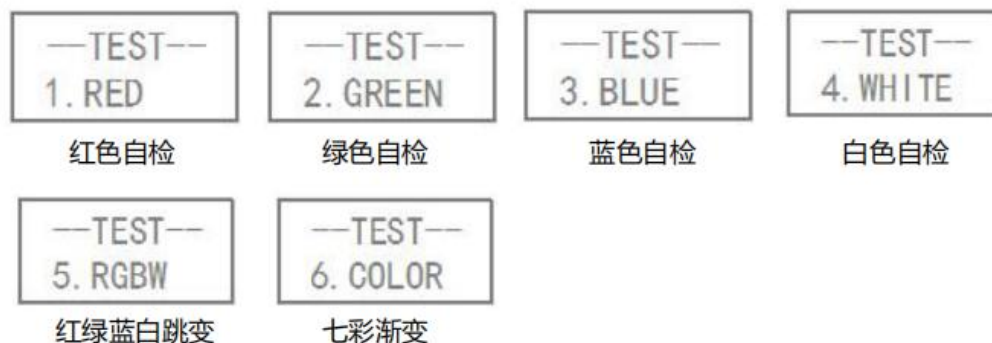 --TEST--
1. RED
红色自检
--TEST--
2. GREEN
绿色自检
--TEST--
3. BLUE
蓝色自检
--TEST--
4. WHITE
白色自检
--TEST--
5. RGBW
红绿蓝白跳变
--TEST--
6. COLOR
七彩渐变